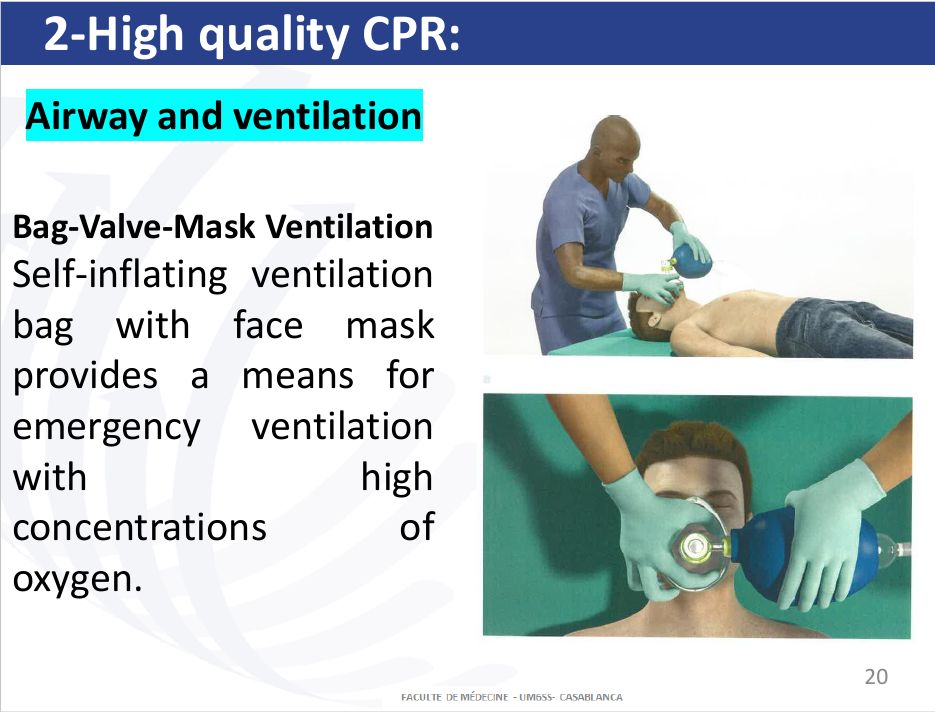 2-High quality CPR:
Airway and ventilation
Bag-Valve-Mask Ventilation
Self-inflating ventilation
bag with face mask
provides a means for
emergency ventilation
with high
concentrations of
oxygen.
20
FACULTE DE MÉDECINE - UM6SS- CASABLANCA